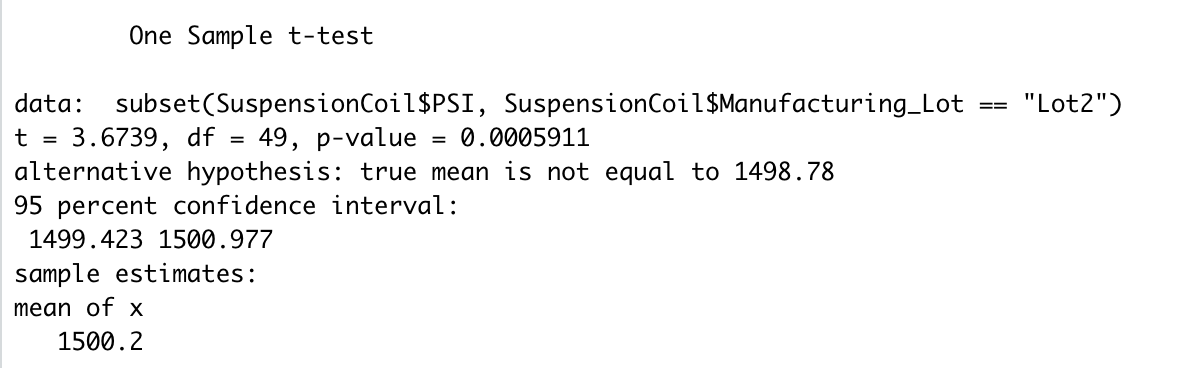 One Sample t-test
data:  subset(SuspensionCoil$PSI, SuspensionCoil$Manufacturing_Lot == "Lot2")
t = 3.6739, df = 49, p-value = 0.0005911
alternative hypothesis: true mean is not equal to 1498.78
95 percent confidence interval:
1499.423 1500.977
sample estimates:
mean of x
1500.2